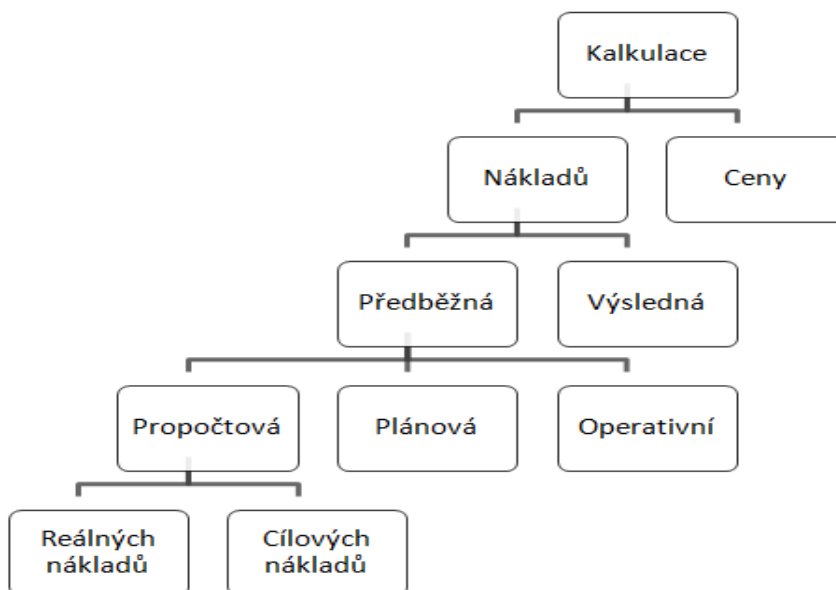 Kalkulace
Nákladů
Ceny
Předběžná
Výsledná
Propočtová
Plánová
Operativní
Reálných
nákladů
Cílových
nákladů